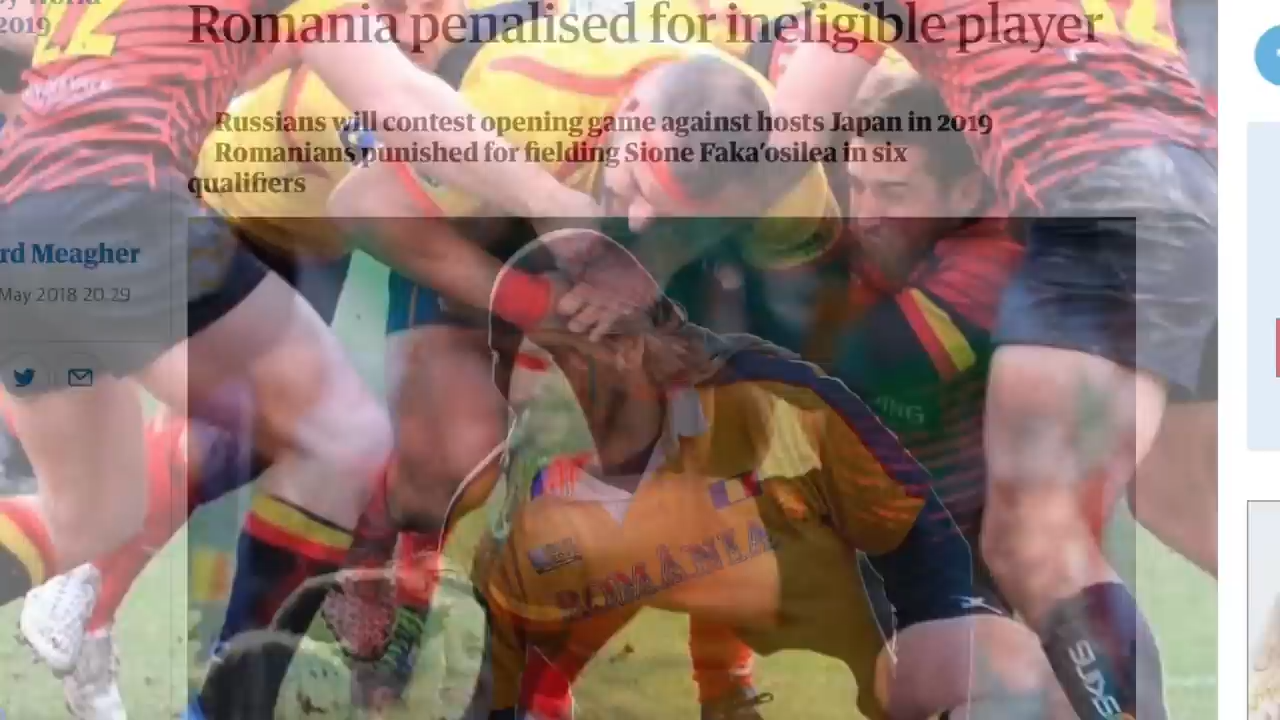 2019
Romania penalised for ineligible player
Russians will contest opening game against hosts Japan in 2019
Romanians punished for fielding Sione Faka'osilea in six
qualifiers
rd Meagher
May 2018 20.29
ROMÂNIA